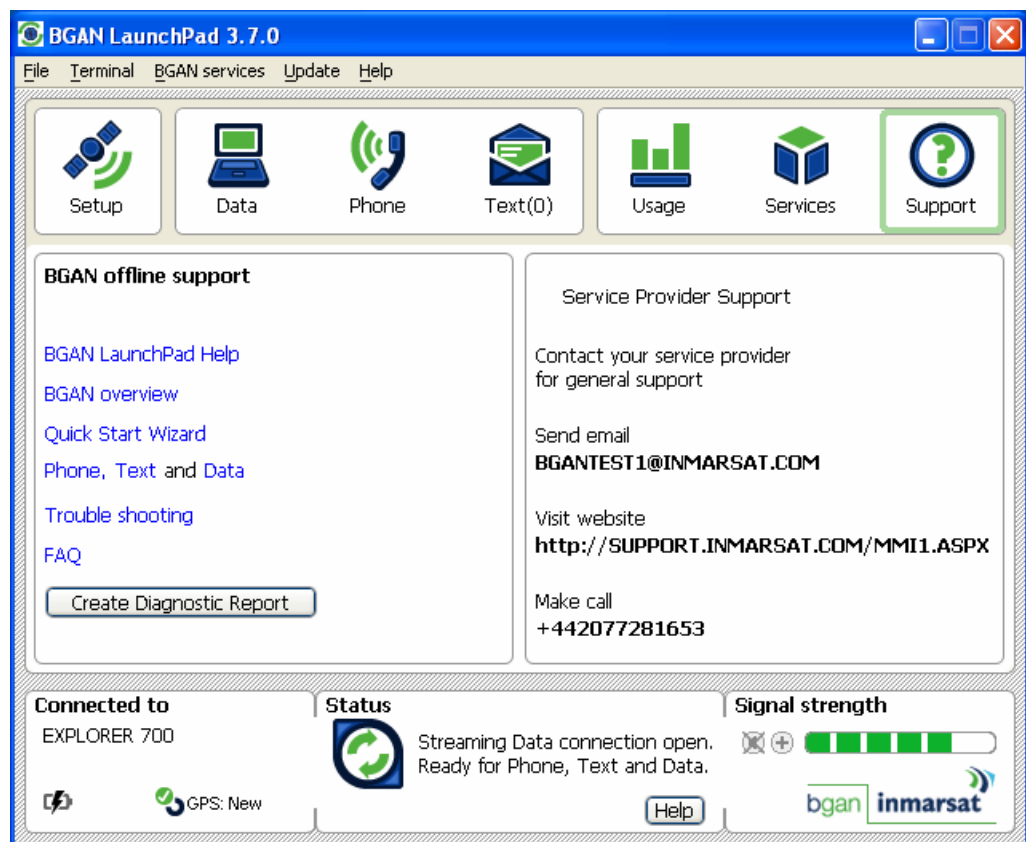 BGAN LaunchPad 3.7.0
File Terminal BGAN services Update Help
Setup Data Phone Text(0) Usage Services Support
BGAN offline support
BGAN LaunchPad Help
BGAN overview
Quick Start Wizard
Phone, Text and Data
Trouble shooting
FAQ
Create Diagnostic Report
Service Provider Support
Contact your service provider
for general support
Send email
BGANTEST1@INMARSAT.COM
Visit website
http://SUPPORT.INMARSAT.COM/MMI1.ASPX
Make call
+442077281653
Connected to
EXPLORER 700
GPS: New
Status
Streaming Data connection open.
Ready for Phone, Text and Data.
Help
Signal strength
bgan inmarsat